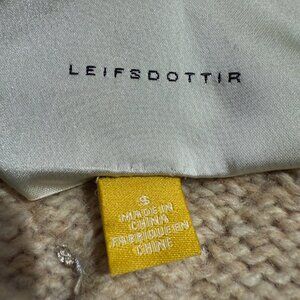 LEIFSDOTTIR
S
MADE IN
CHINA
FABRIQUE EN
CHINE